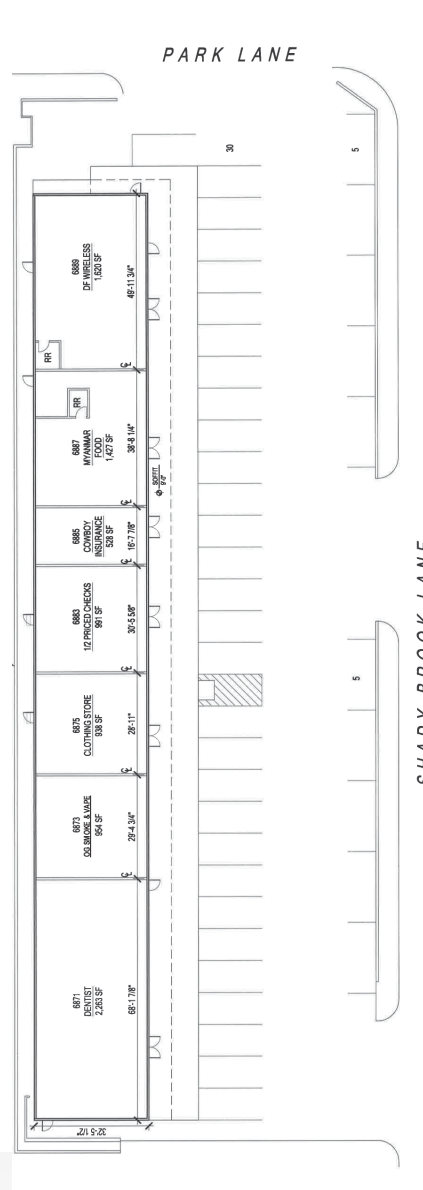 PARK LANE
30
5
6889
DF WIRELESS
1,620 SF
49'-11 3/4"
RR
℄
RR
6887
MYANMAR
FOOD
1,427 SF
38'-8 1/4"
SOFFIT
9'-0"
℄
6885
COWBOY
INSURANCE
528 SF
16'-7 7/8"
℄
6883
1/2 PRICED CHECKS
991 SF
30'-5 5/8"
℄
6875
CLOTHING STORE
938 SF
28'-11"
5
℄
6873
OG SMOKE & VAPE
954 SF
29'-4 3/4"
℄
6871
DENTIST
2,263 SF
68'-1 7/8"
32'-5 1/2"
SHADY BROOK LANE